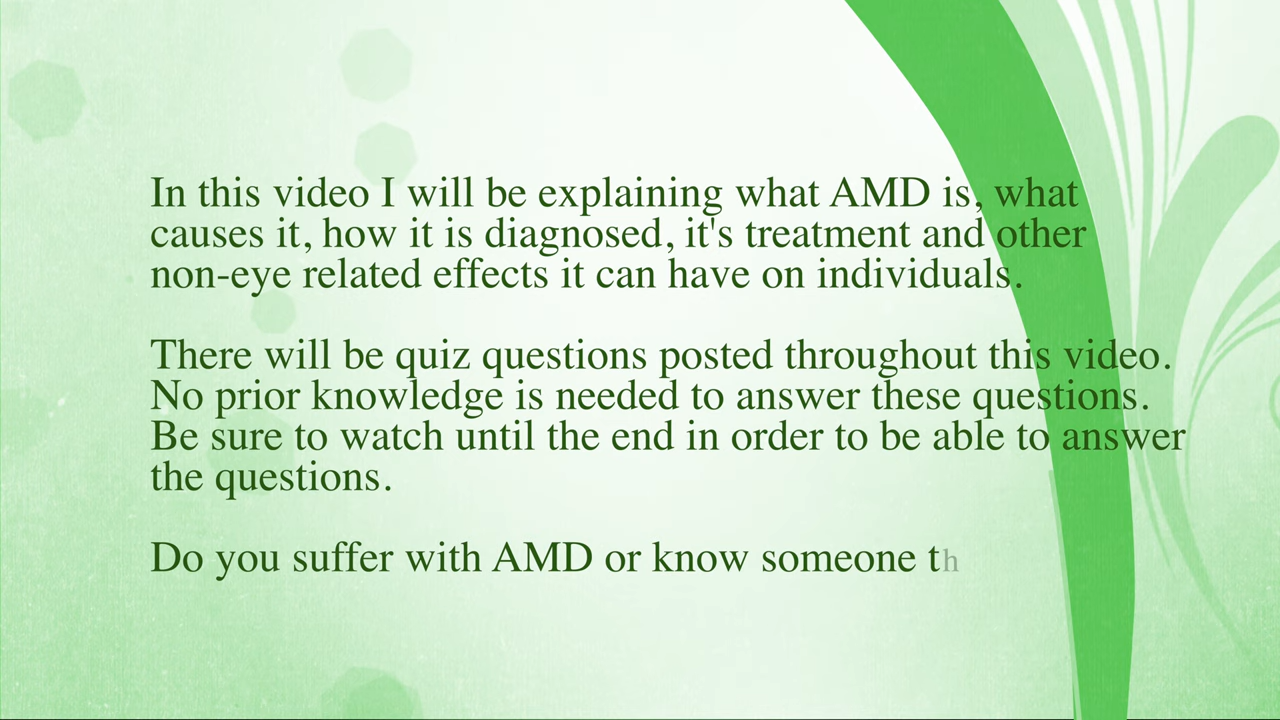 In this video I will be explaining what AMD is, what
causes it, how it is diagnosed, it's treatment and other
non-eye related effects it can have on individuals.
There will be quiz questions posted throughout this video.
No prior knowledge is needed to answer these questions.
Be sure to watch until the end in order to be able to answer
the questions.
Do you suffer with AMD or know someone th